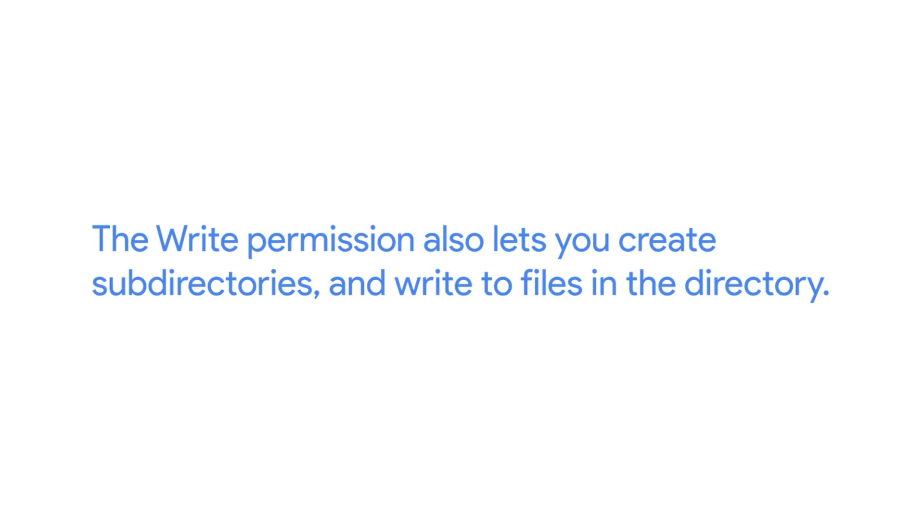 The Write permission also lets you create
subdirectories, and write to files in the directory.